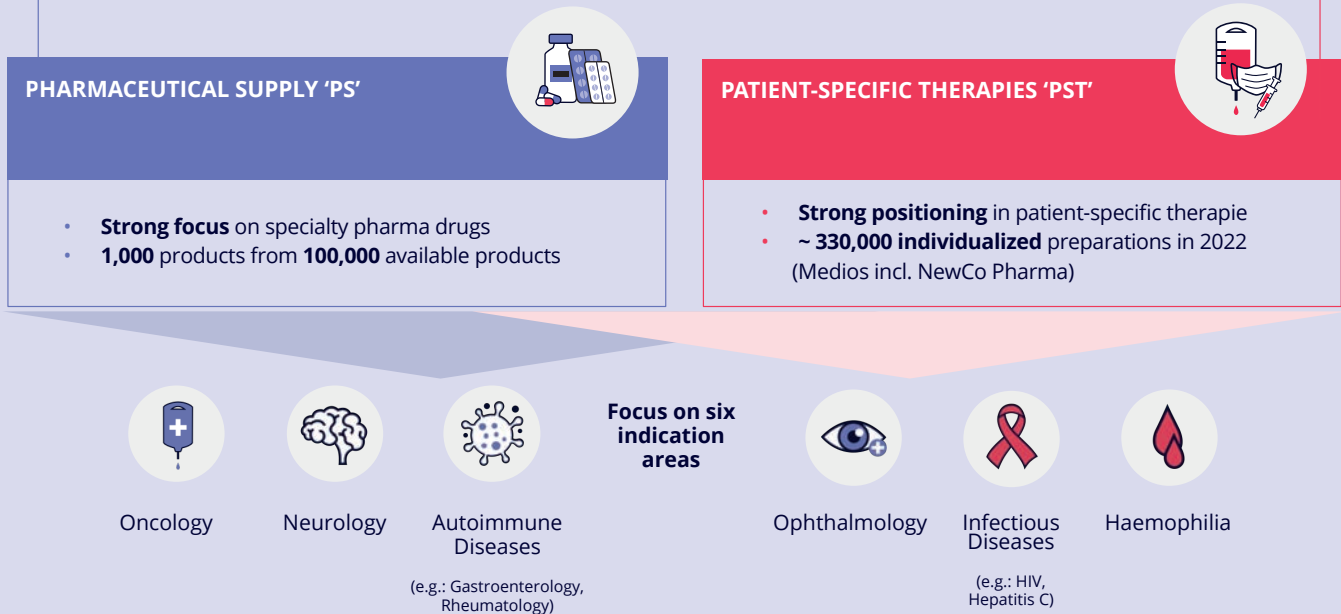 PHARMACEUTICAL SUPPLY ‘PS’
• Strong focus on specialty pharma drugs
• 1,000 products from 100,000 available products
PATIENT-SPECIFIC THERAPIES ‘PST’
• Strong positioning in patient-specific therapie
• ~ 330,000 individualized preparations in 2022
(Medios incl. NewCo Pharma)
Focus on six
indication
areas
Oncology
Neurology
Autoimmune
Diseases
(e.g.: Gastroenterology,
Rheumatology)
Ophthalmology
Infectious
Diseases
(e.g.: HIV,
Hepatitis C)
Haemophilia